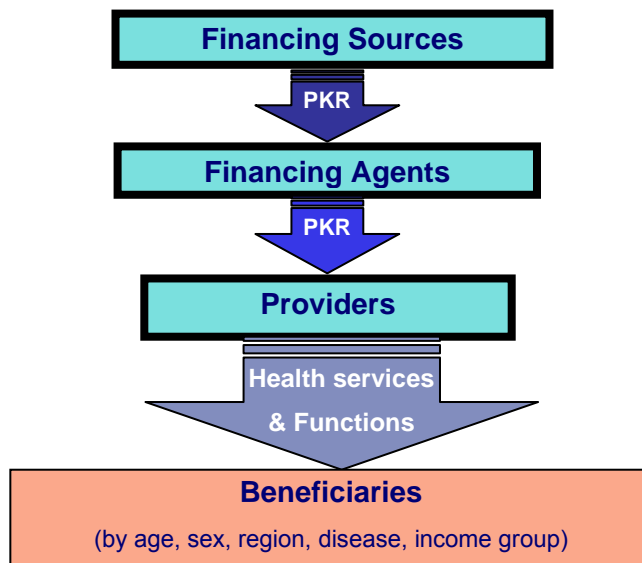 Financing Sources
PKR
Financing Agents
PKR
Providers
Health services
& Functions
Beneficiaries
(by age, sex, region, disease, income group)